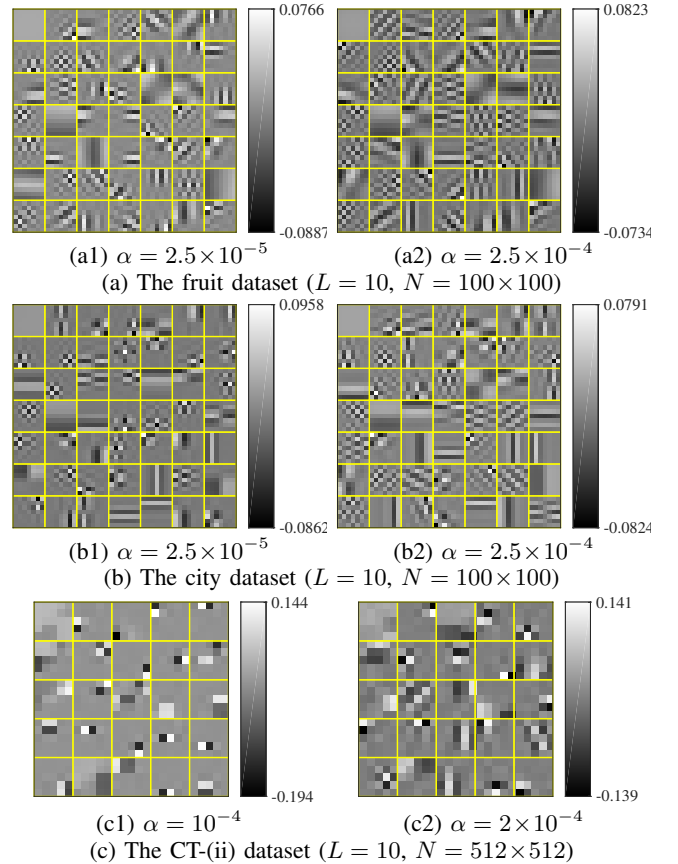 0.0766
-0.0887
0.0823
-0.0734
(a1) α = 2.5×10⁻⁵
(a2) α = 2.5×10⁻⁴
(a) The fruit dataset (L = 10, N = 100×100)
0.0958
-0.0862
0.0791
-0.0824
(b1) α = 2.5×10⁻⁵
(b2) α = 2.5×10⁻⁴
(b) The city dataset (L = 10, N = 100×100)
0.144
-0.194
0.141
-0.139
(c1) α = 10⁻⁴
(c2) α = 2×10⁻⁴
(c) The CT-(ii) dataset (L = 10, N = 512×512)